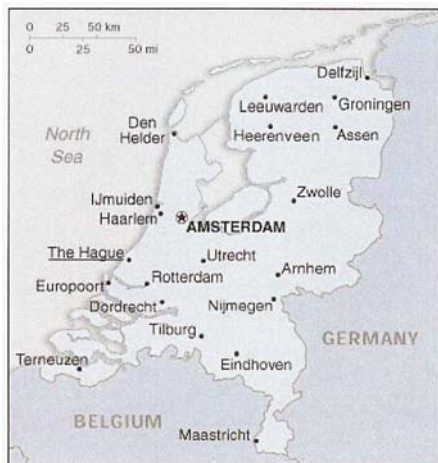 0 25 50 km
0 25 50 mi
Delfzijl
Leeuwarden
Groningen
Den
Helder
Heerenveen
Assen
North
Sea
Zwolle
IJmuiden
Haarlem
AMSTERDAM
The Hague
Utrecht
Europoort
Rotterdam
Arnhem
Dordrecht
Nijmegen
Tilburg
GERMANY
Terneuzen
Eindhoven
BELGIUM
Maastricht